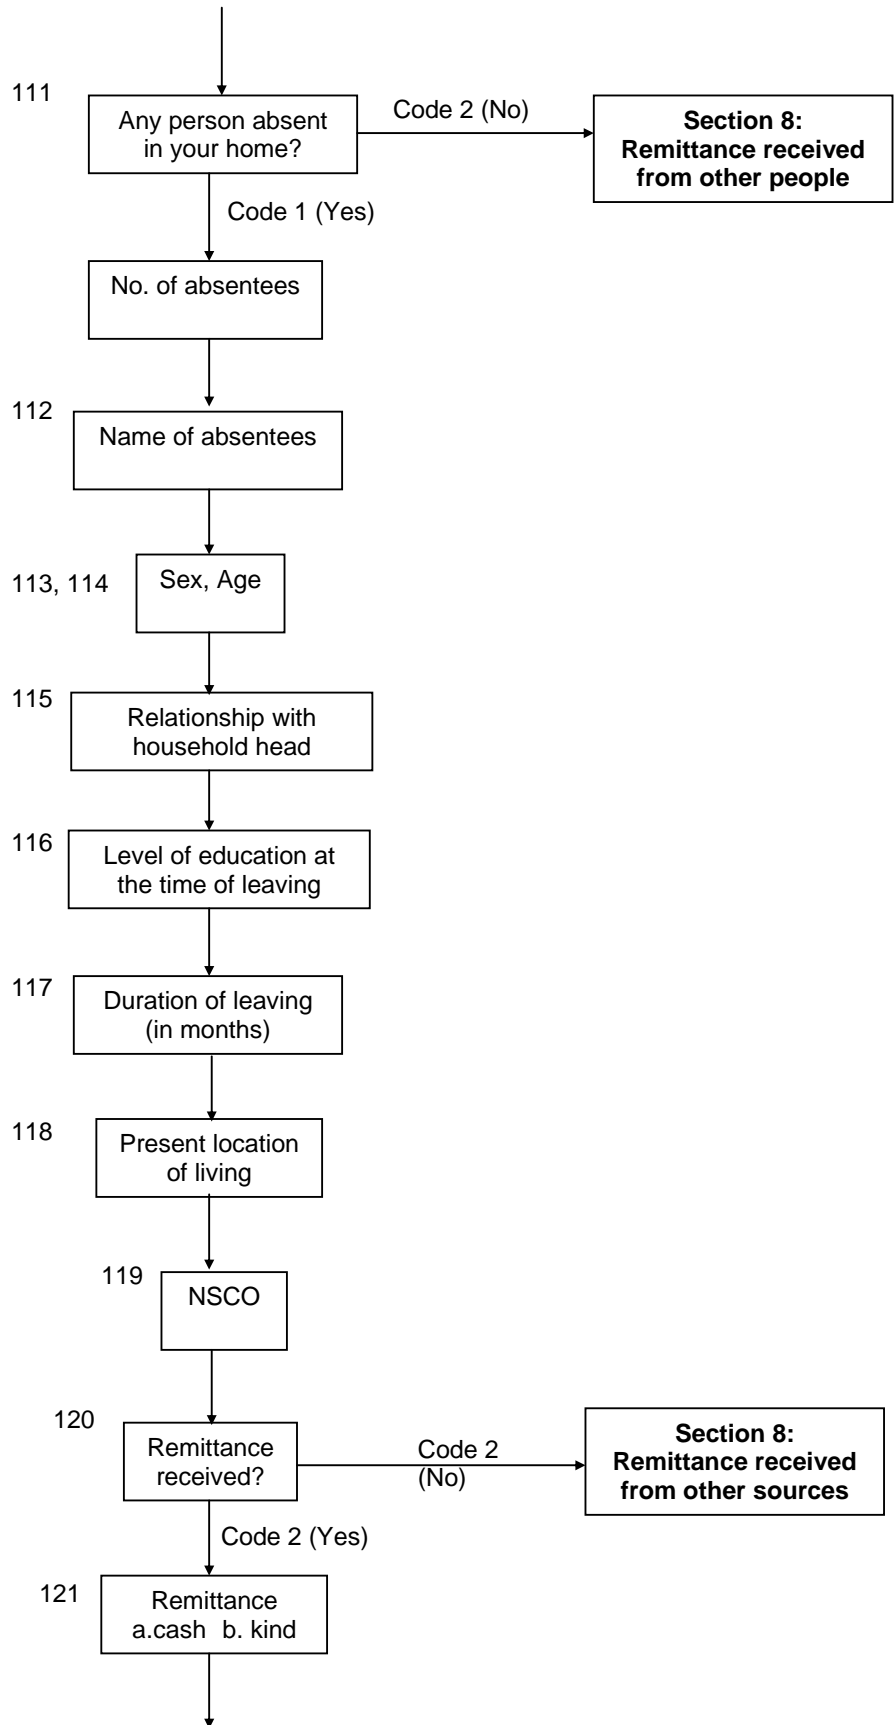 111
Any person absent
in your home?
Code 2 (No)
Section 8:
Remittance received
from other people
Code 1 (Yes)
No. of absentees
112
Name of absentees
113, 114
Sex, Age
115
Relationship with
household head
116
Level of education at
the time of leaving
117
Duration of leaving
(in months)
118
Present location
of living
119
NSCO
120
Remittance
received?
Code 2
(No)
Section 8:
Remittance received
from other sources
Code 2 (Yes)
121
Remittance
a.cash b. kind